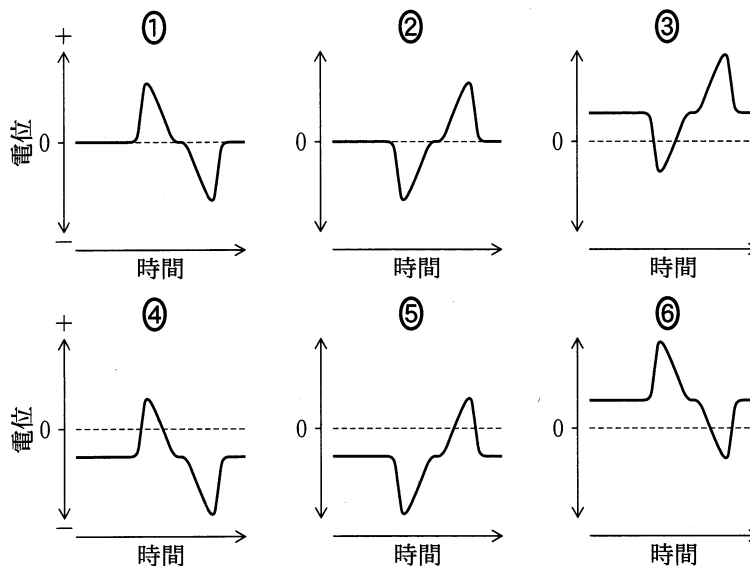 ① ② ③
+
電位
0 0 0
−
時間 時間 時間
④ ⑤ ⑥
+
電位
0 0 0
−
時間 時間 時間